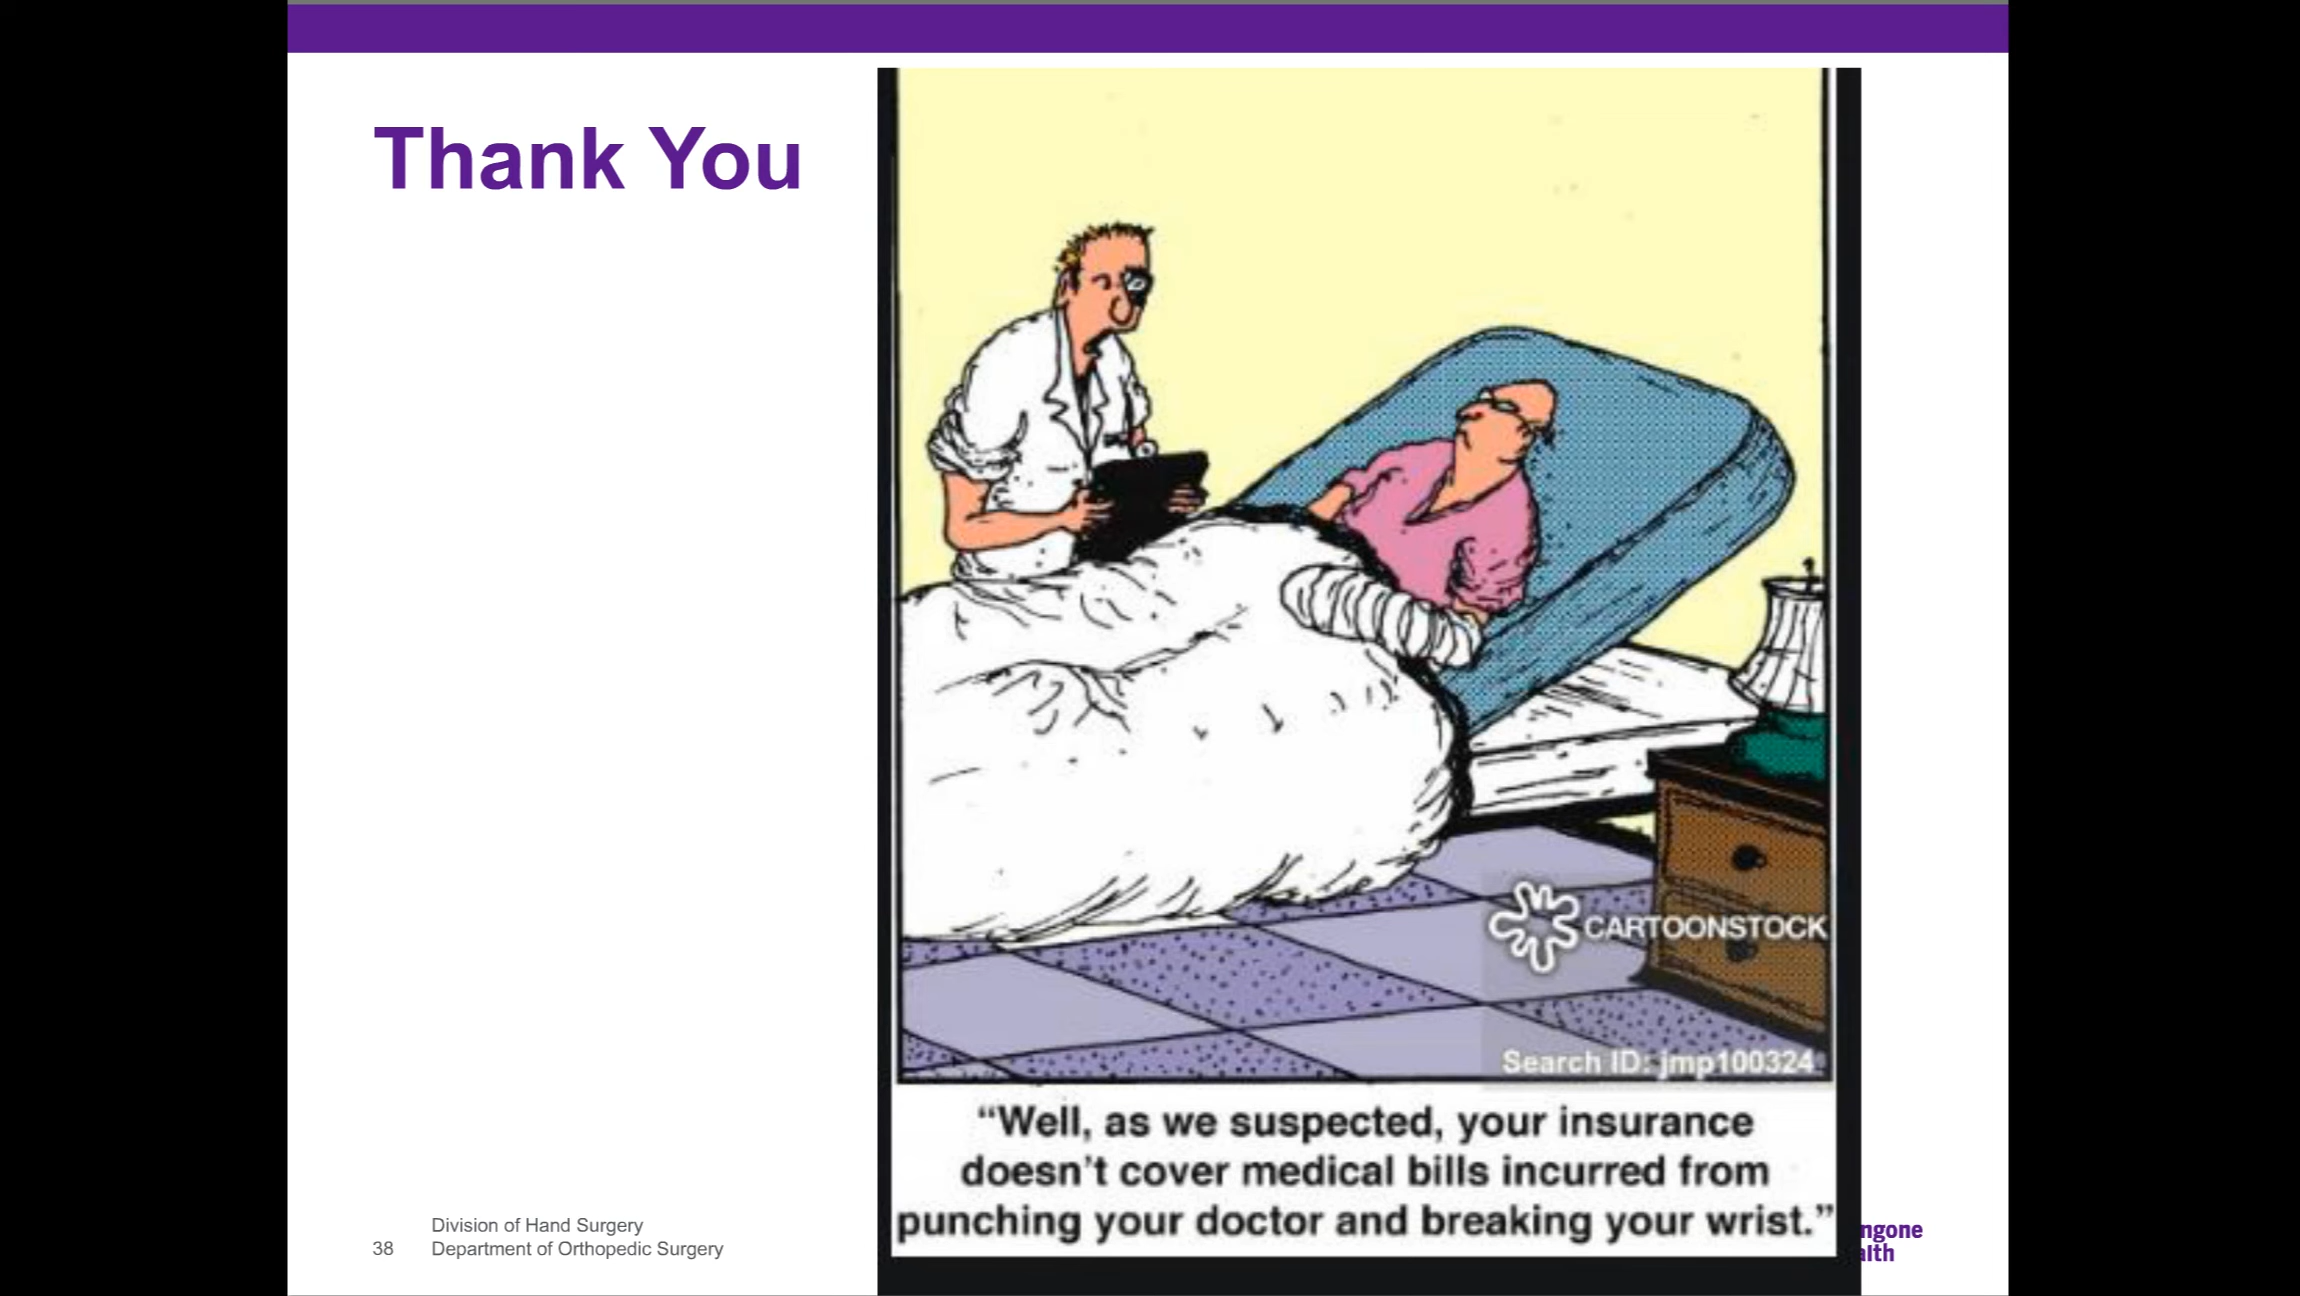 Thank You
CARTOONSTOCK
Search ID: jmp100324
“Well, as we suspected, your insurance
doesn’t cover medical bills incurred from
punching your doctor and breaking your wrist.”
Division of Hand Surgery
38 Department of Orthopedic Surgery